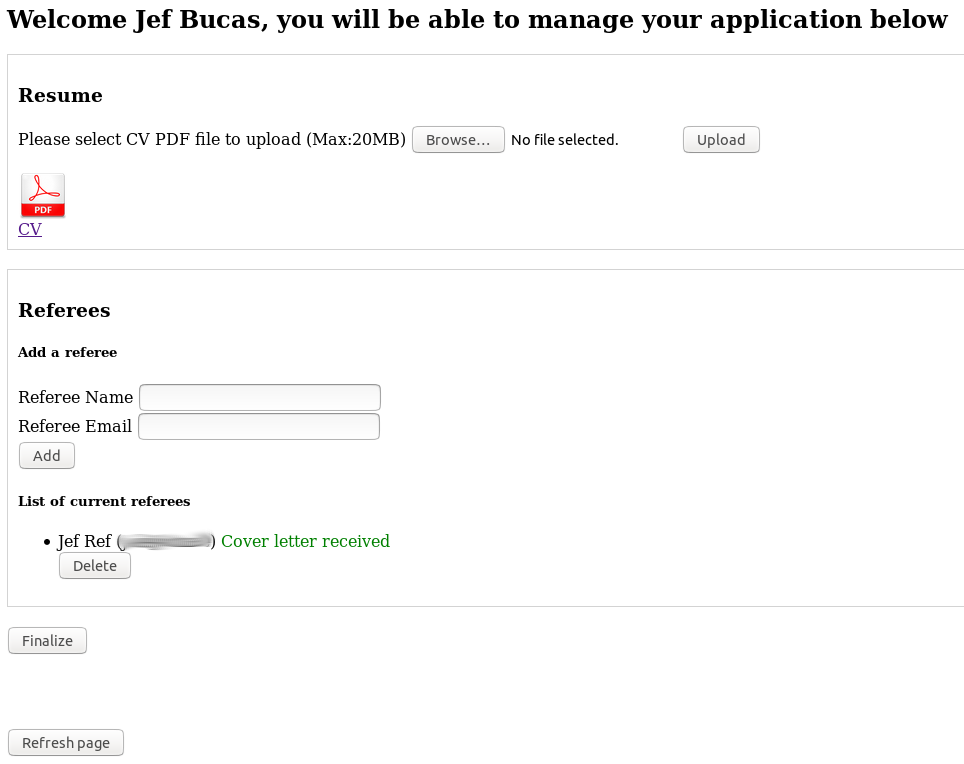 Welcome Jef Bucas, you will be able to manage your application below
Resume
Please select CV PDF file to upload (Max:20MB) Browse... No file selected. Upload
PDF
CV
Referees
Add a referee
Referee Name
Referee Email
Add
List of current referees
• Jef Ref () Cover letter received
Delete
Finalize
Refresh page